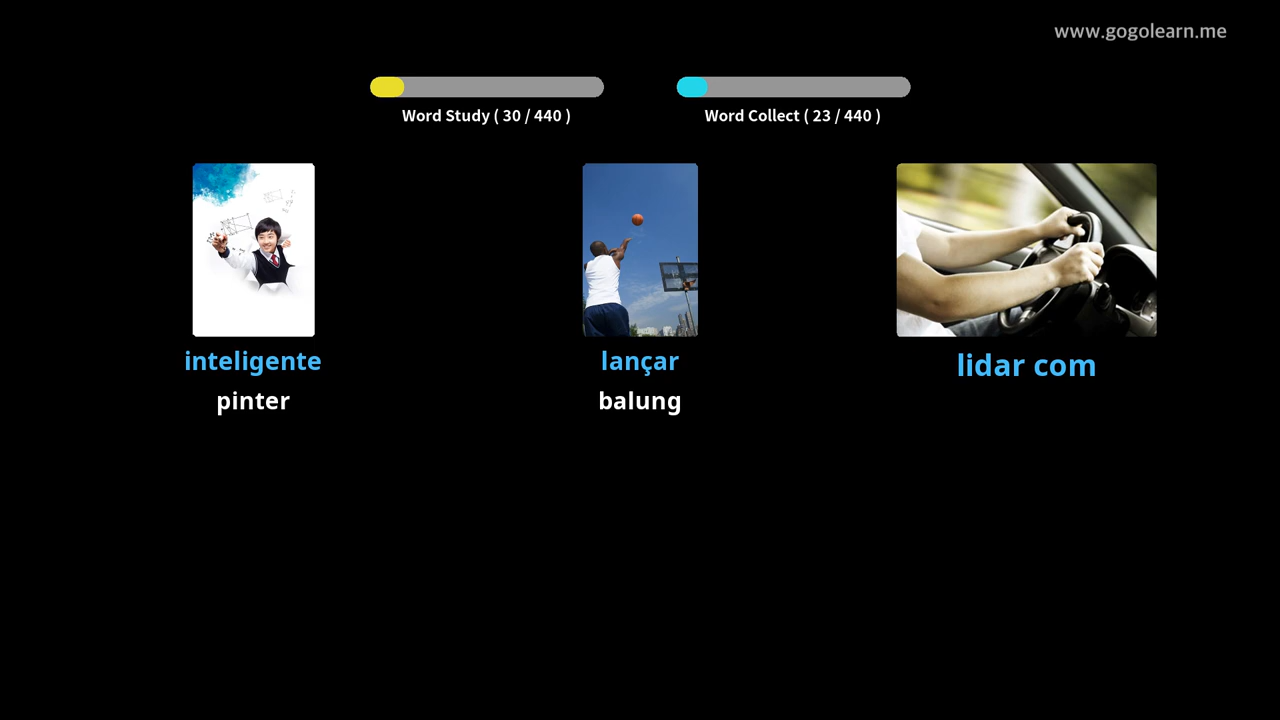 www.gogolearn.me
Word Study ( 30 / 440 )
Word Collect ( 23 / 440 )
inteligente
pinter
lançar
balung
lidar com